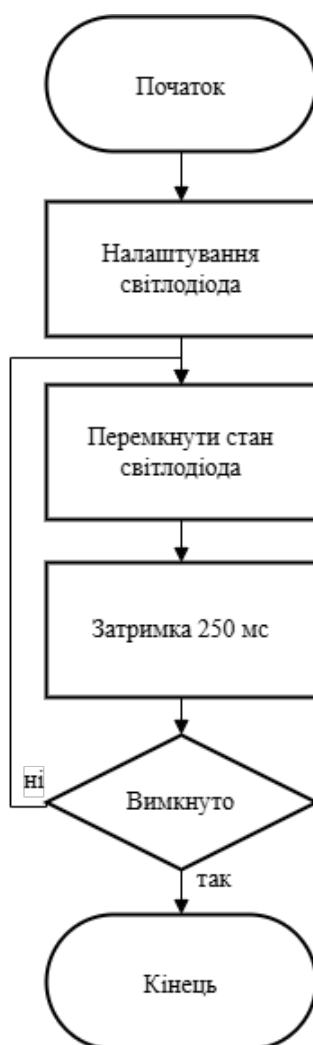 Початок
Налаштування
світлодіода
Перемкнути стан
світлодіода
Затримка 250 мс
ні
Вимкнуто
так
Кінець